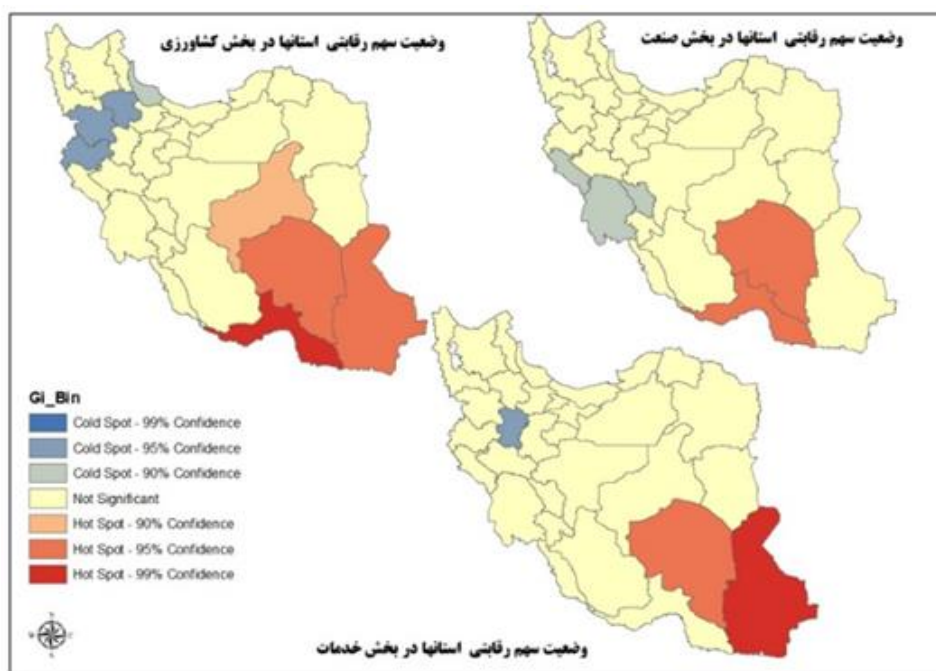 وضعیت سهم رقابتی استانها در بخش کشاورزی
وضعیت سهم رقابتی استانها در بخش صنعت
Gi_Bin
Cold Spot - 99% Confidence
Cold Spot - 95% Confidence
Cold Spot - 90% Confidence
Not Significant
Hot Spot - 90% Confidence
Hot Spot - 95% Confidence
Hot Spot - 99% Confidence
وضعیت سهم رقابتی استانها در بخش خدمات